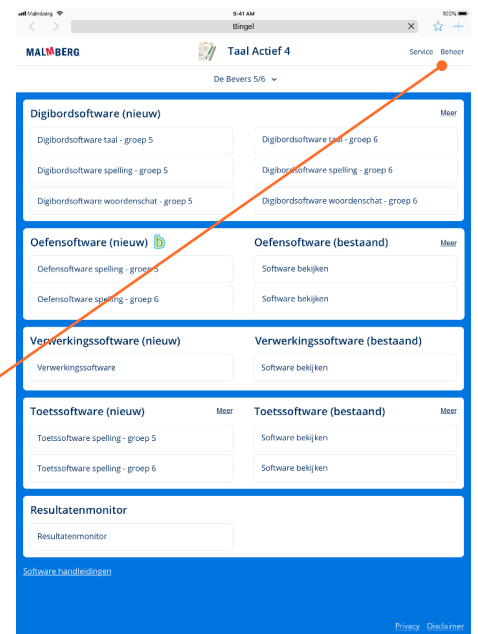 Malmberg 9:41 AM 100%
Bingel
MALMBERG Taal Actief 4 Service Beheer
De Bevers 5/6
Digibordsoftware (nieuw) Meer
Digibordsoftware taal - groep 5 Digibordsoftware taal - groep 6
Digibordsoftware spelling - groep 5 Digibordsoftware spelling - groep 6
Digibordsoftware woordenschat - groep 5 Digibordsoftware woordenschat - groep 6
Oefensoftware (nieuw) b Oefensoftware (bestaand) Meer
Oefensoftware spelling - groep 5 Software bekijken
Oefensoftware spelling - groep 6 Software bekijken
Verwerkingssoftware (nieuw) Verwerkingssoftware (bestaand)
Verwerkingssoftware Software bekijken
Toetssoftware (nieuw) Meer Toetssoftware (bestaand) Meer
Toetssoftware spelling - groep 5 Software bekijken
Toetssoftware spelling - groep 6 Software bekijken
Resultatenmonitor
Resultatenmonitor
Software handleidingen
Privacy Disclaimer